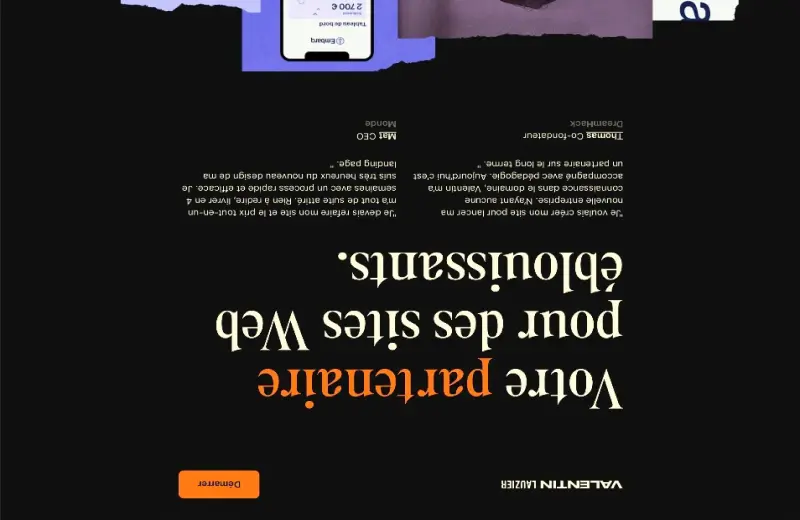 VALENTIN LAUZIER
Démarrer
Votre partenaire
pour des sites Web
éblouissants.
"Je voulais créer mon site pour lancer ma
nouvelle entreprise. N'ayant aucune
connaissance dans le domaine, Valentin m'a
accompagné avec pédagogie. Aujourd'hui c'est
un partenaire sur le long terme. "
Thomas Co-fondateur
DreamHack
"Je devais refaire mon site et le prix tout-en-un
m'a tout de suite attiré. Rien à redire, livrer en 4
semaines avec un process rapide et efficace. Je
suis très heureux du nouveau design de ma
landing page. "
Mat CEO
Monde
Embarq
Tableau de bord
2 700 €
a